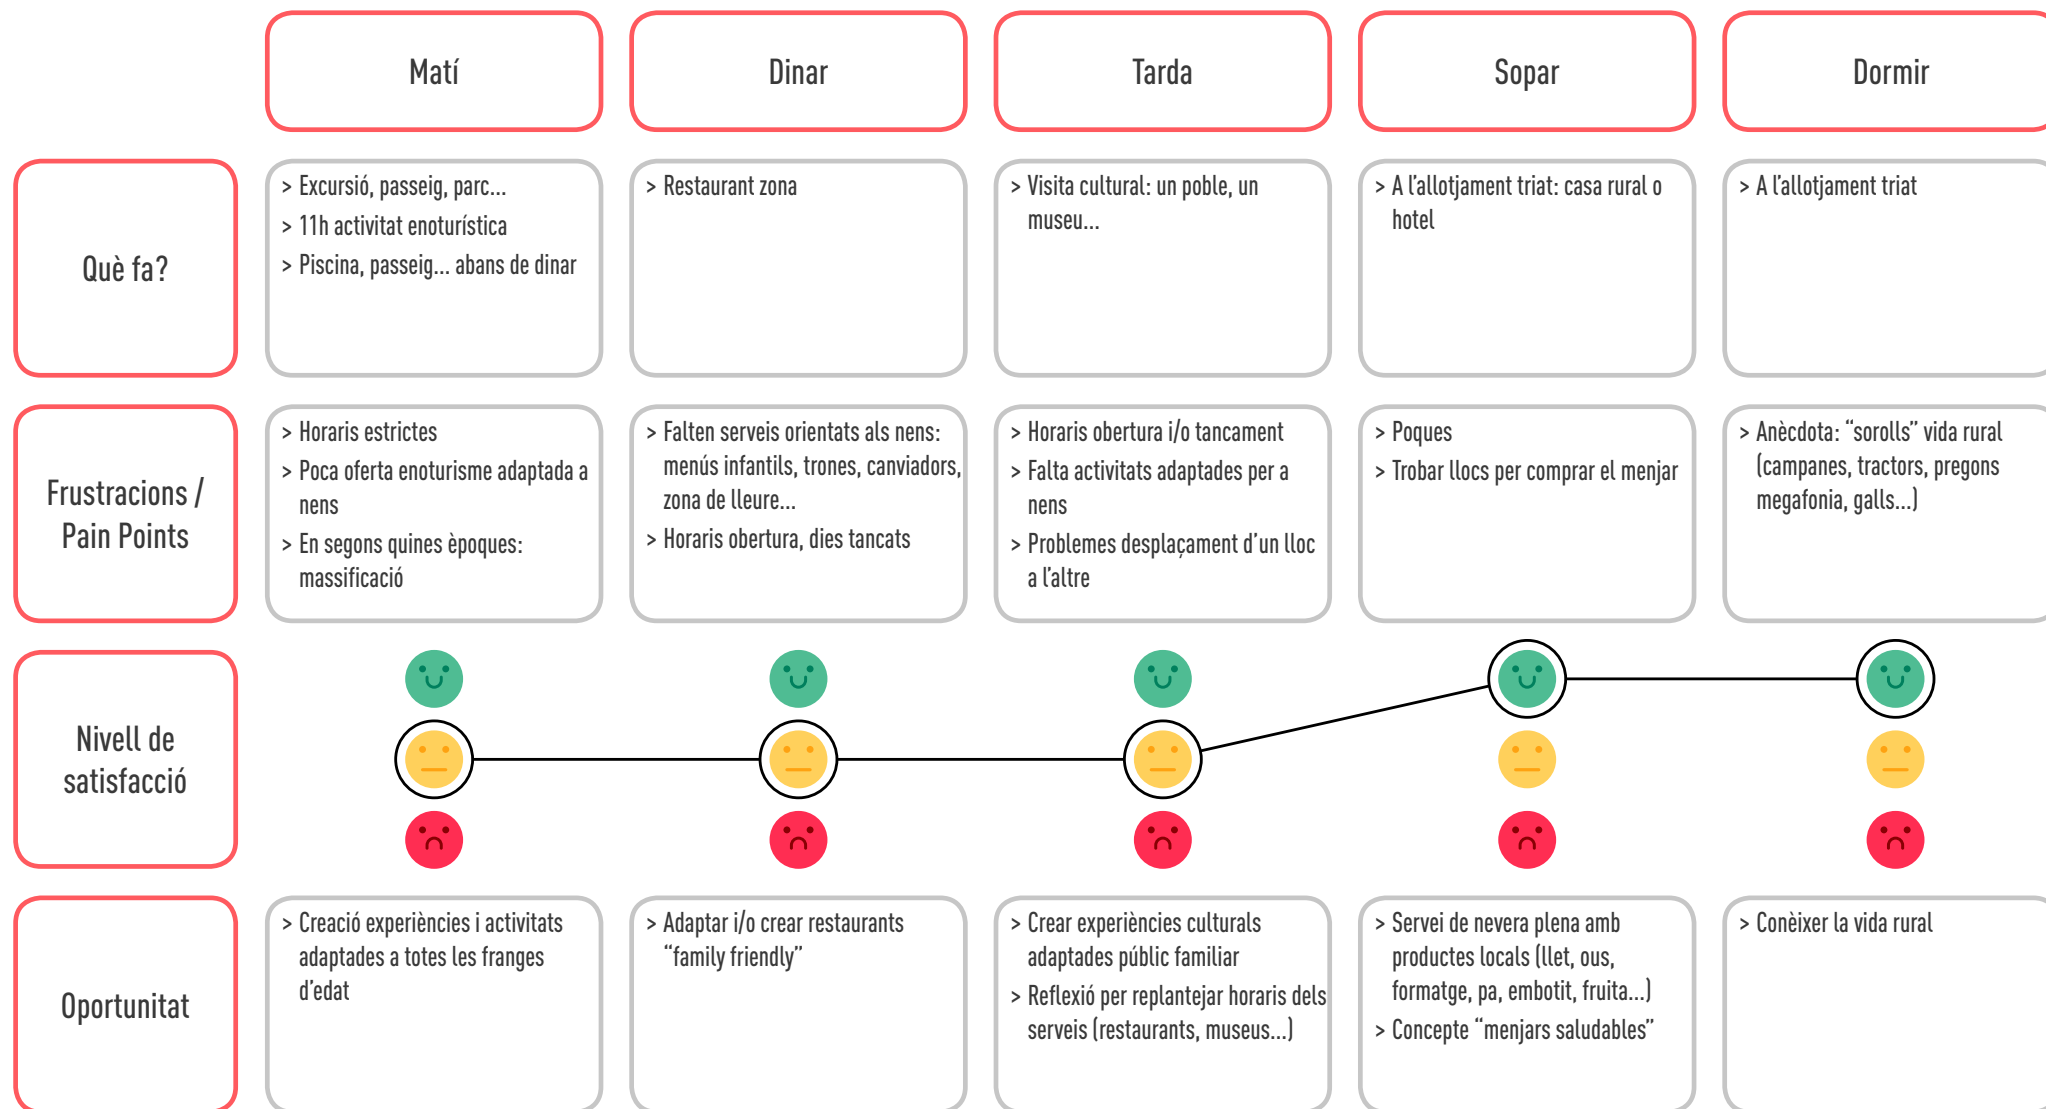 Matí
Dinar
Tarda
Sopar
Dormir
Què fa?
> Excursió, passeig, parc...
> 11h activitat enoturística
> Piscina, passeig... abans de dinar
> Restaurant zona
> Visita cultural: un poble, un
museu...
> A l’allotjament triat: casa rural o
hotel
> A l’allotjament triat
Frustracions /
Pain Points
> Horaris estrictes
> Poca oferta enoturisme adaptada a
nens
> En segons quines èpoques:
massificació
> Falten serveis orientats als nens:
menús infantils, trones, canviadors,
zona de lleure...
> Horaris obertura, dies tancats
> Horaris obertura i/o tancament
> Falta activitats adaptades per a
nens
> Problemes desplaçament d’un lloc
a l’altre
> Poques
> Trobar llocs per comprar el menjar
> Anècdota: “sorolls” vida rural
(campanes, tractors, pregons
megafonia, galls...)
Nivell de
satisfacció
Oportunitat
> Creació experiències i activitats
adaptades a totes les franges
d’edat
> Adaptar i/o crear restaurants
“family friendly”
> Crear experiències culturals
adaptades públic familiar
> Reflexió per replantejar horaris dels
serveis (restaurants, museus...)
> Servei de nevera plena amb
productes locals (llet, ous,
formatge, pa, embotit, fruita...)
> Concepte “menjars saludables”
> Conèixer la vida rural